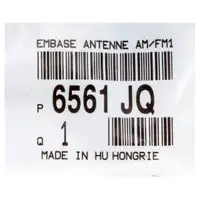 EMBASE ANTENNE AM/FM1
P 6561 JQ
Q 1
MADE IN HU HONGRIE